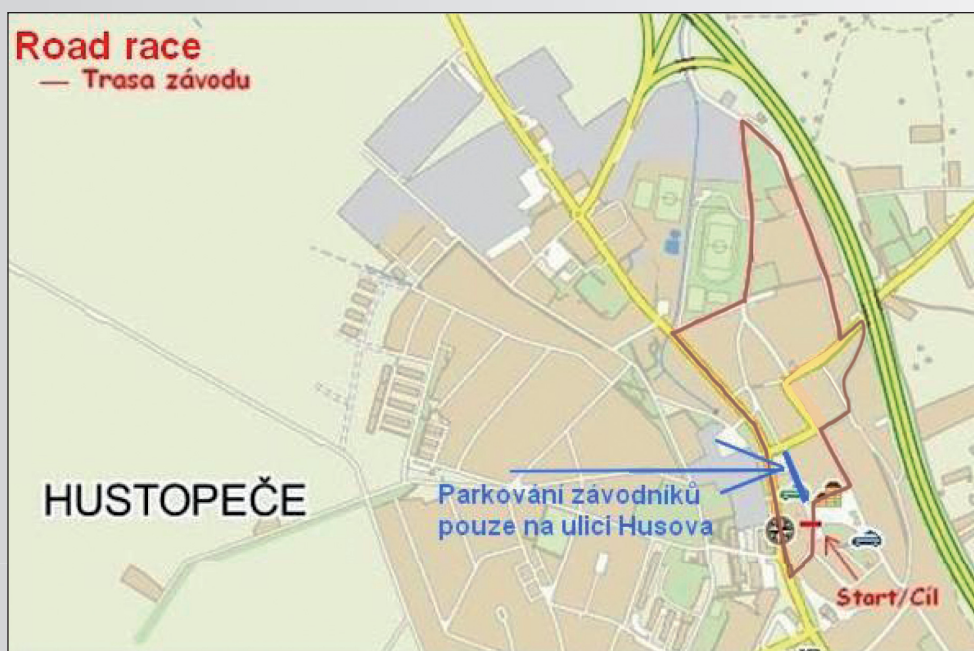 Road race
— Trasa závodu
HUSTOPEČE
Parkování závodníků
pouze na ulici Husova
Start/Cíl